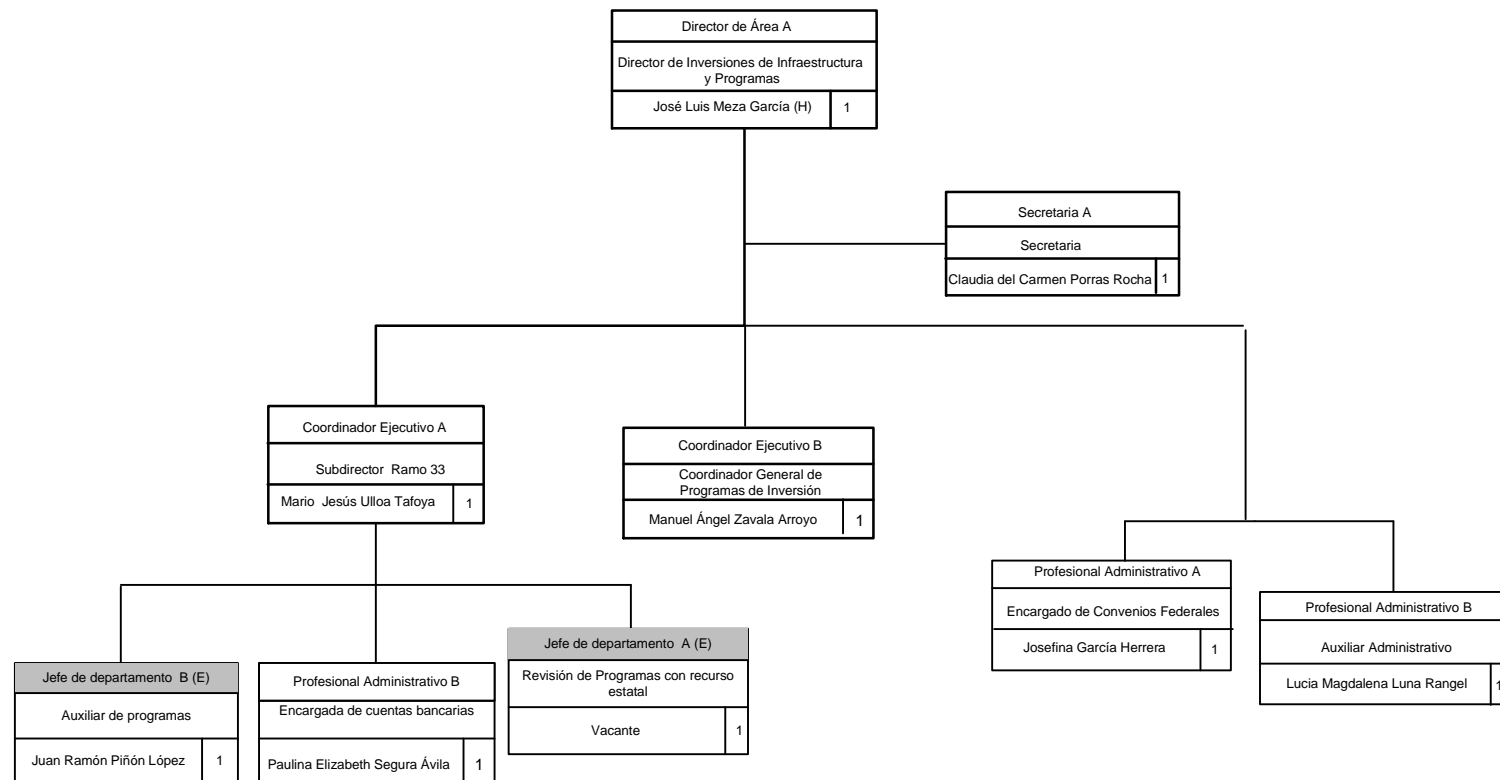 Director de Área A
Director de Inversiones de Infraestructura
y Programas
José Luis Meza García (H)
1
Secretaria A
Secretaria
Claudia del Carmen Porras Rocha
1
Coordinador Ejecutivo A
Subdirector Ramo 33
Mario Jesús Ulloa Tafoya
1
Coordinador Ejecutivo B
Coordinador General de
Programas de Inversión
Manuel Ángel Zavala Arroyo
1
Profesional Administrativo A
Encargado de Convenios Federales
Josefina García Herrera
1
Profesional Administrativo B
Auxiliar Administrativo
Lucia Magdalena Luna Rangel
1
Jefe de departamento B (E)
Auxiliar de programas
Juan Ramón Piñón López
1
Profesional Administrativo B
Encargada de cuentas bancarias
Paulina Elizabeth Segura Ávila
1
Jefe de departamento A (E)
Revisión de Programas con recurso
estatal
Vacante
1